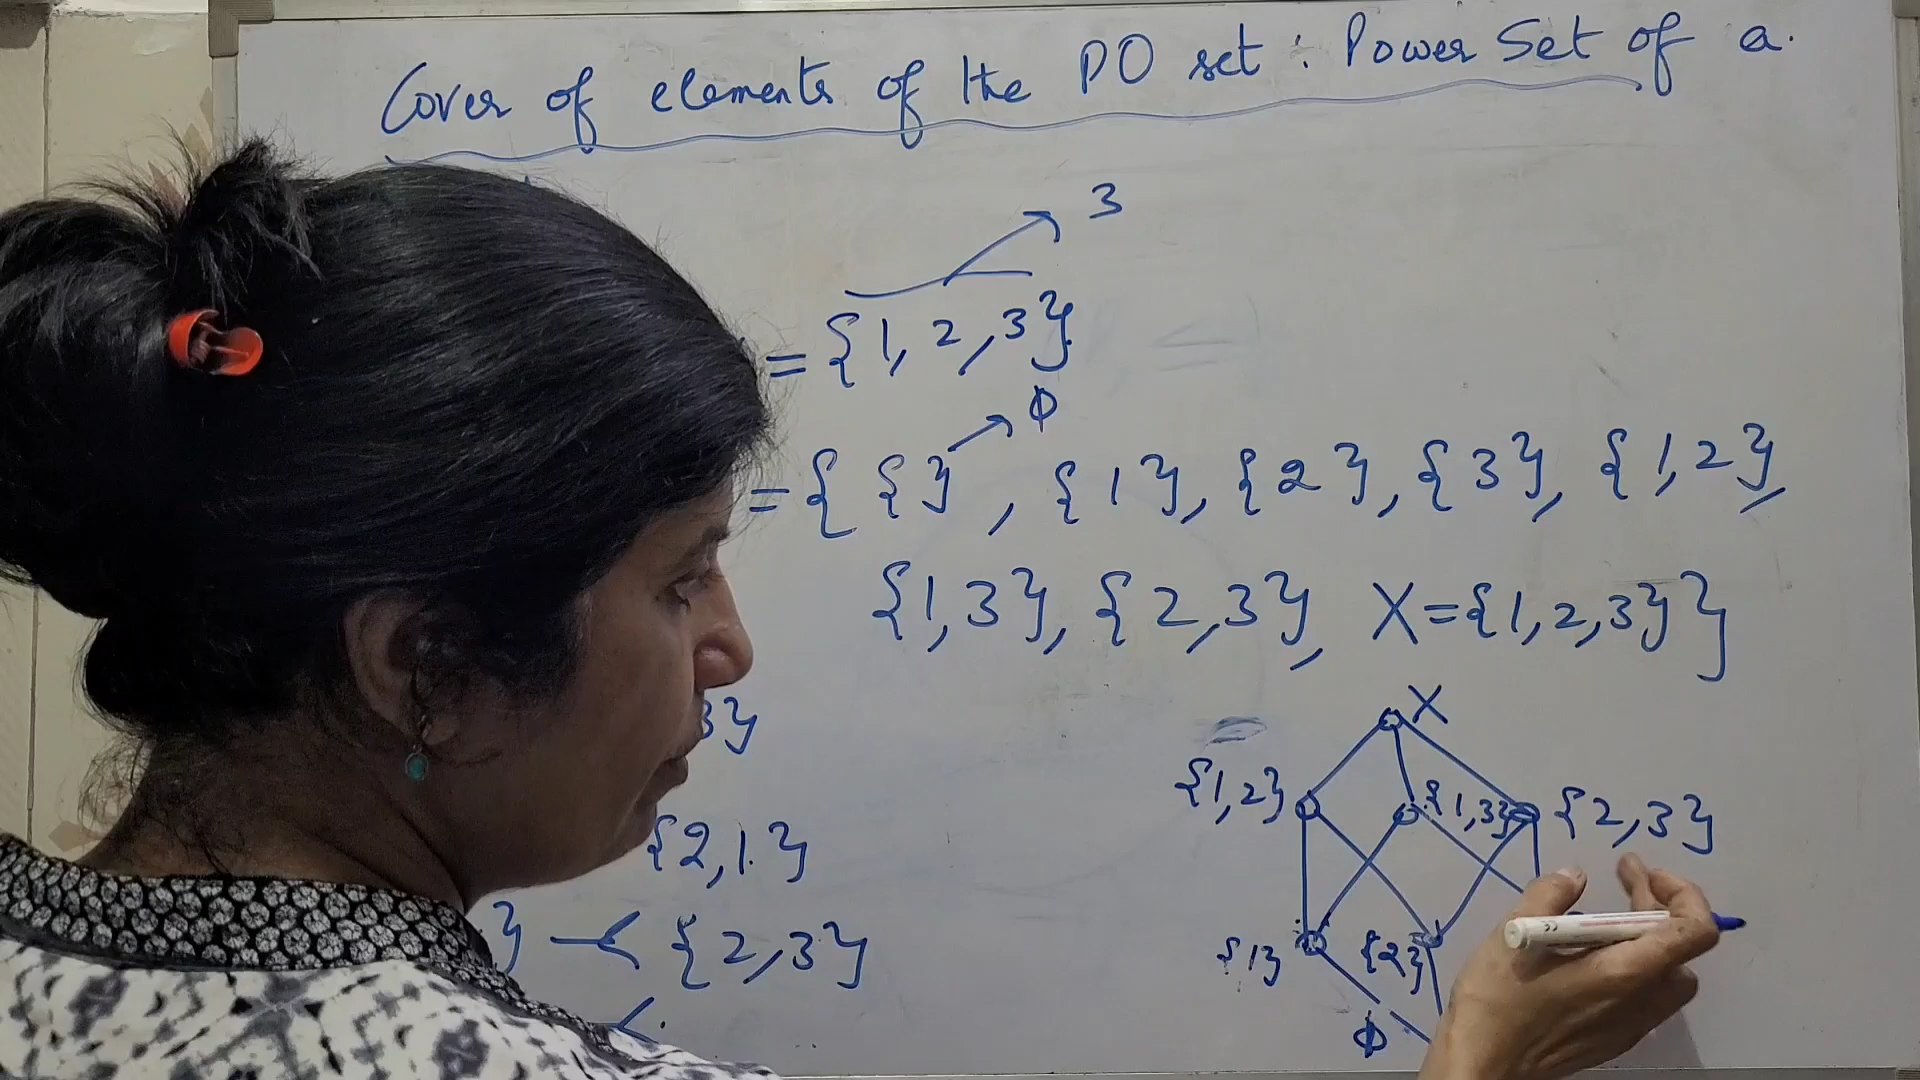 Cover of elements of the PO set : Power Set of a.
3
= {1, 2, 3}
ϕ
= { { } , {1}, {2}, {3}, {1,2},
{1,3}, {2,3}, X={1,2,3} }
X
3}
{1,2} {1,3} {2,3}
{2,1}
} -< {2,3}
{1} {2}
-<
ϕ